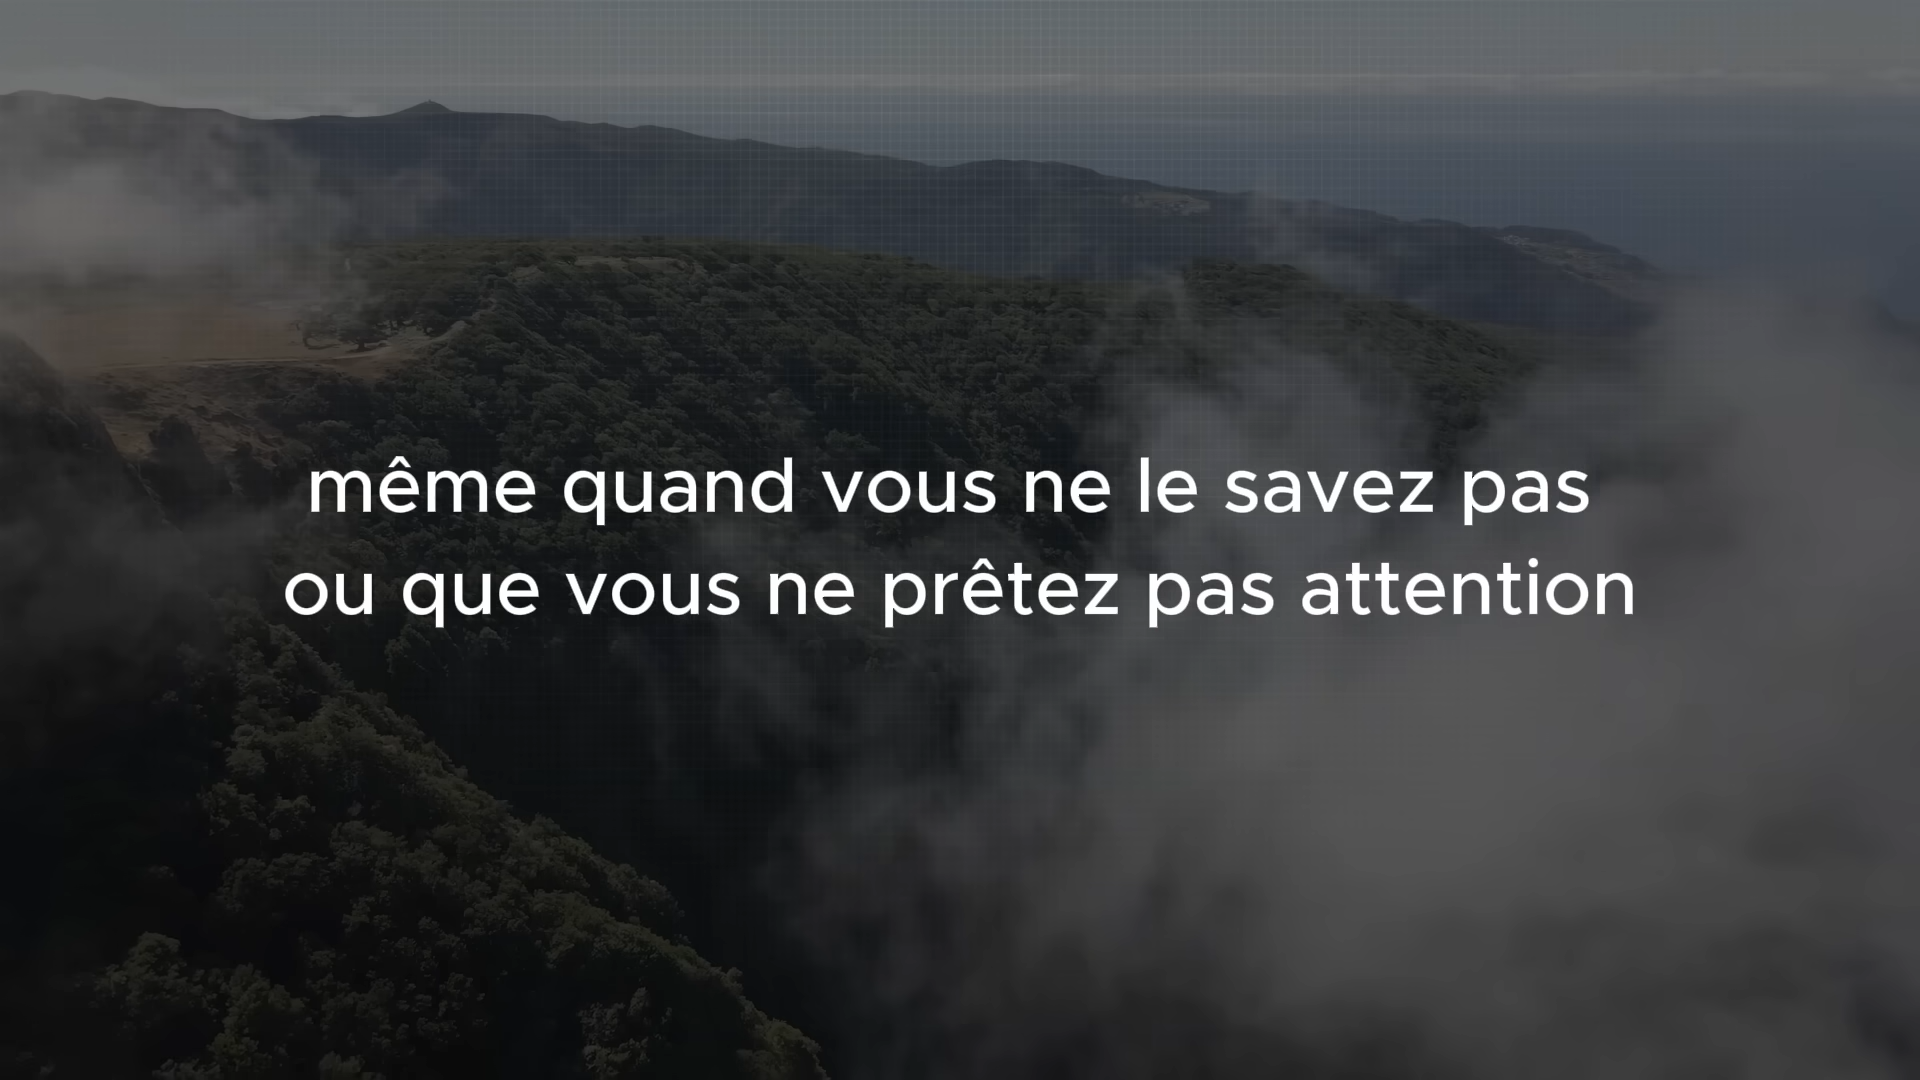 même quand vous ne le savez pas
ou que vous ne prêtez pas attention